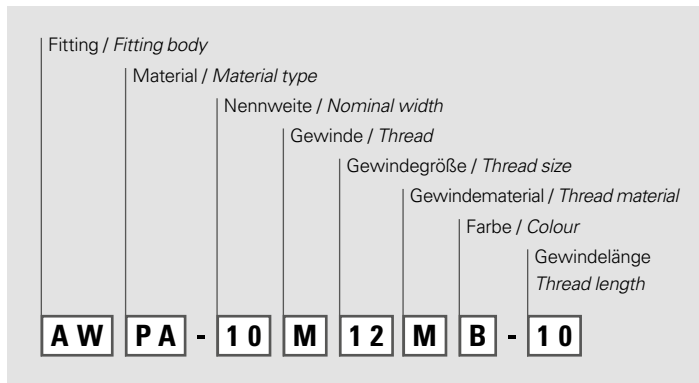 Fitting / Fitting body
Material / Material type
Nennweite / Nominal width
Gewinde / Thread
Gewindegröße / Thread size
Gewindematerial / Thread material
Farbe / Colour
Gewindelänge
Thread length
AW PA - 10 M 12 M B - 10